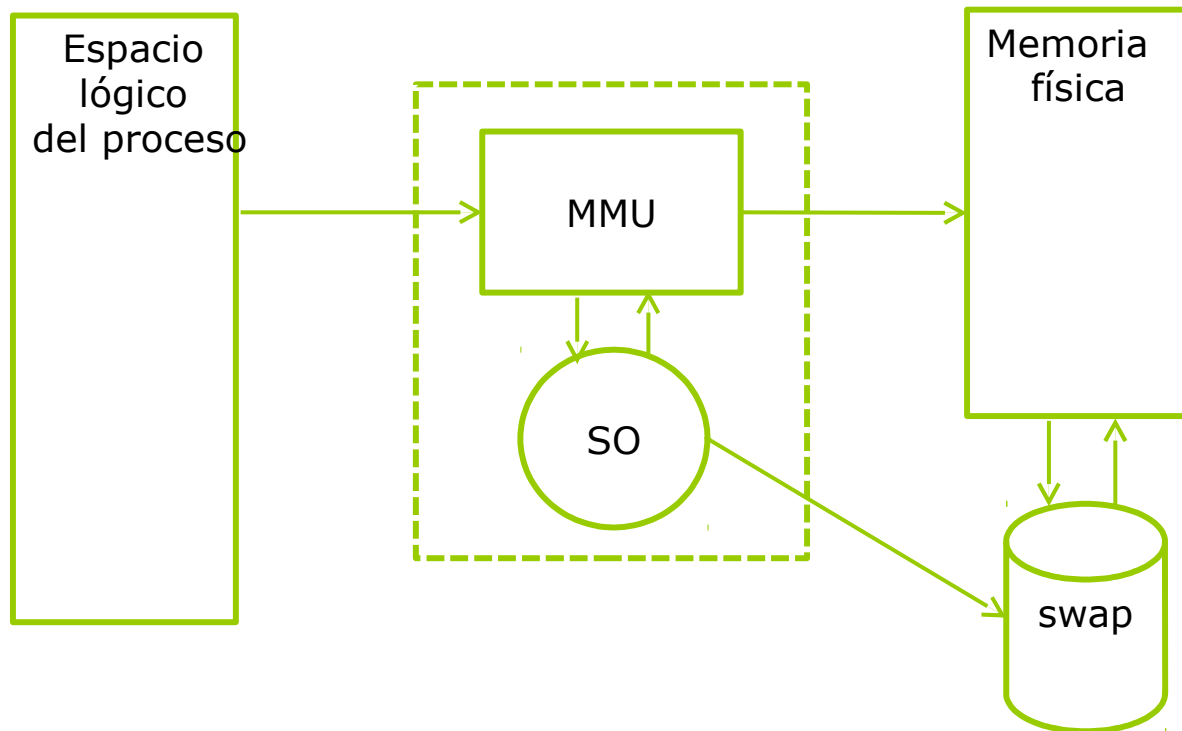 Espacio
lógico
del proceso
MMU
SO
Memoria
física
swap